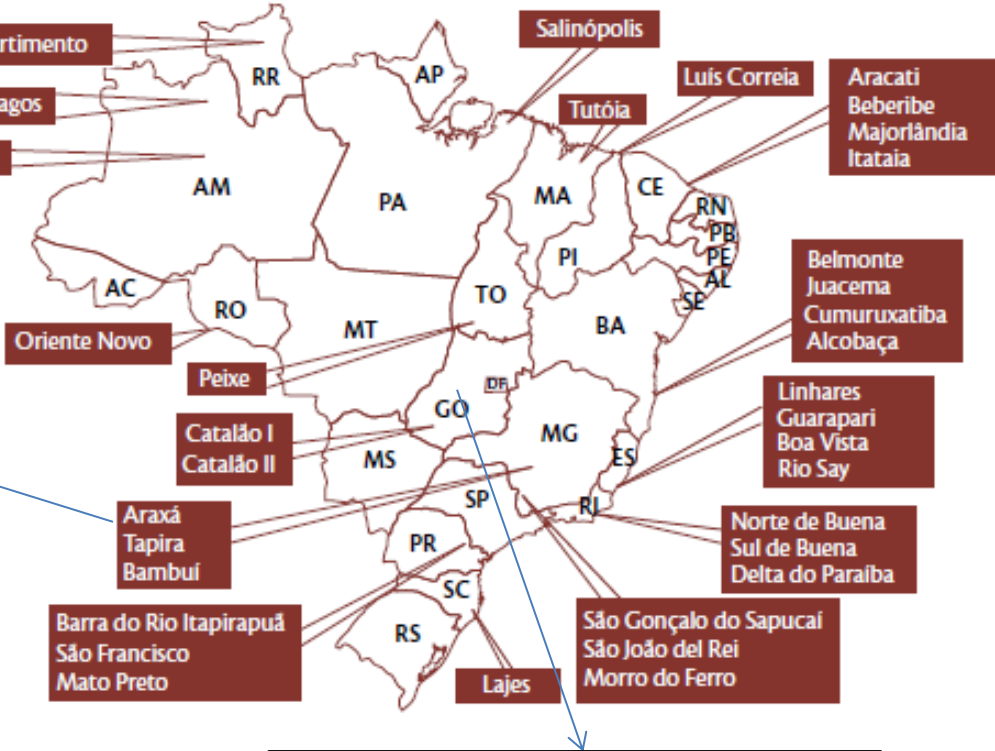 Salinópolis
Luís Correia
Tutóia
Aracati
Beberibe
Majorlândia
Itataia
RR
AP
AM
PA
MA
CE
RN
PB
PE
AL
SE
PI
AC
RO
TO
MT
BA
DF
GO
MG
ES
MS
SP
RJ
PR
SC
RS
Belmonte
Juacema
Cumuruxatiba
Alcobaça
Oriente Novo
Peixe
Linhares
Guarapari
Boa Vista
Rio Say
Catalão I
Catalão II
Araxá
Tapira
Bambuí
Norte de Buena
Sul de Buena
Delta do Paraíba
Barra do Rio Itapirapuã
São Francisco
Mato Preto
São Gonçalo do Sapucaí
São João del Rei
Morro do Ferro
Lajes